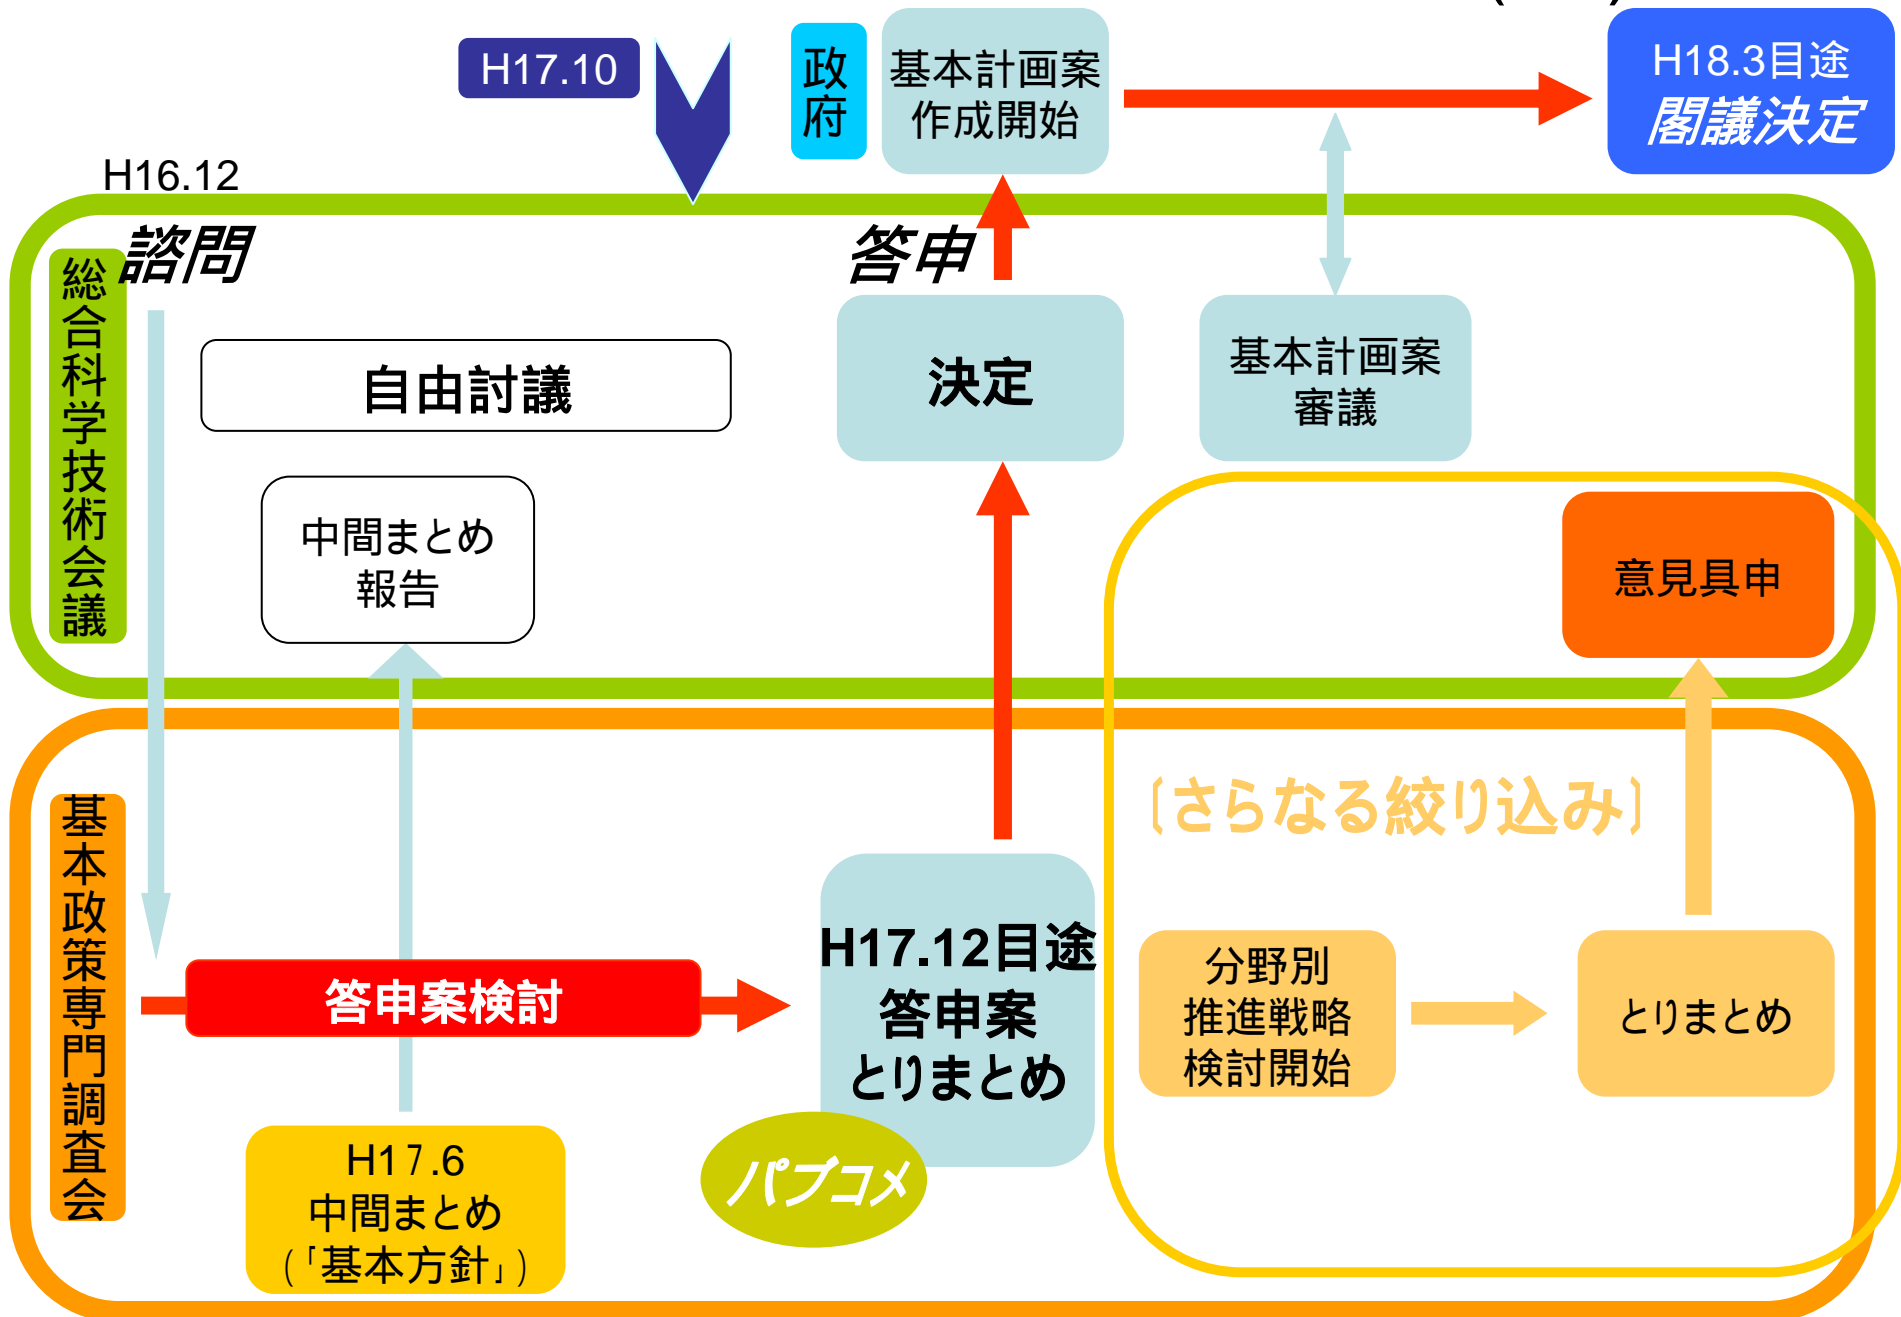 H17.10
政府
基本計画案
作成開始
H18.3目途
閣議決定
H16.12
諮問
答申
総合科学技術会議
自由討議
決定
基本計画案
審議
中間まとめ
報告
意見具申
〔さらなる絞り込み〕
基本政策専門調査会
答申案検討
H17.12目途
答申案
とりまとめ
分野別
推進戦略
検討開始
とりまとめ
パブコメ
H17.6
中間まとめ
(「基本方針」)